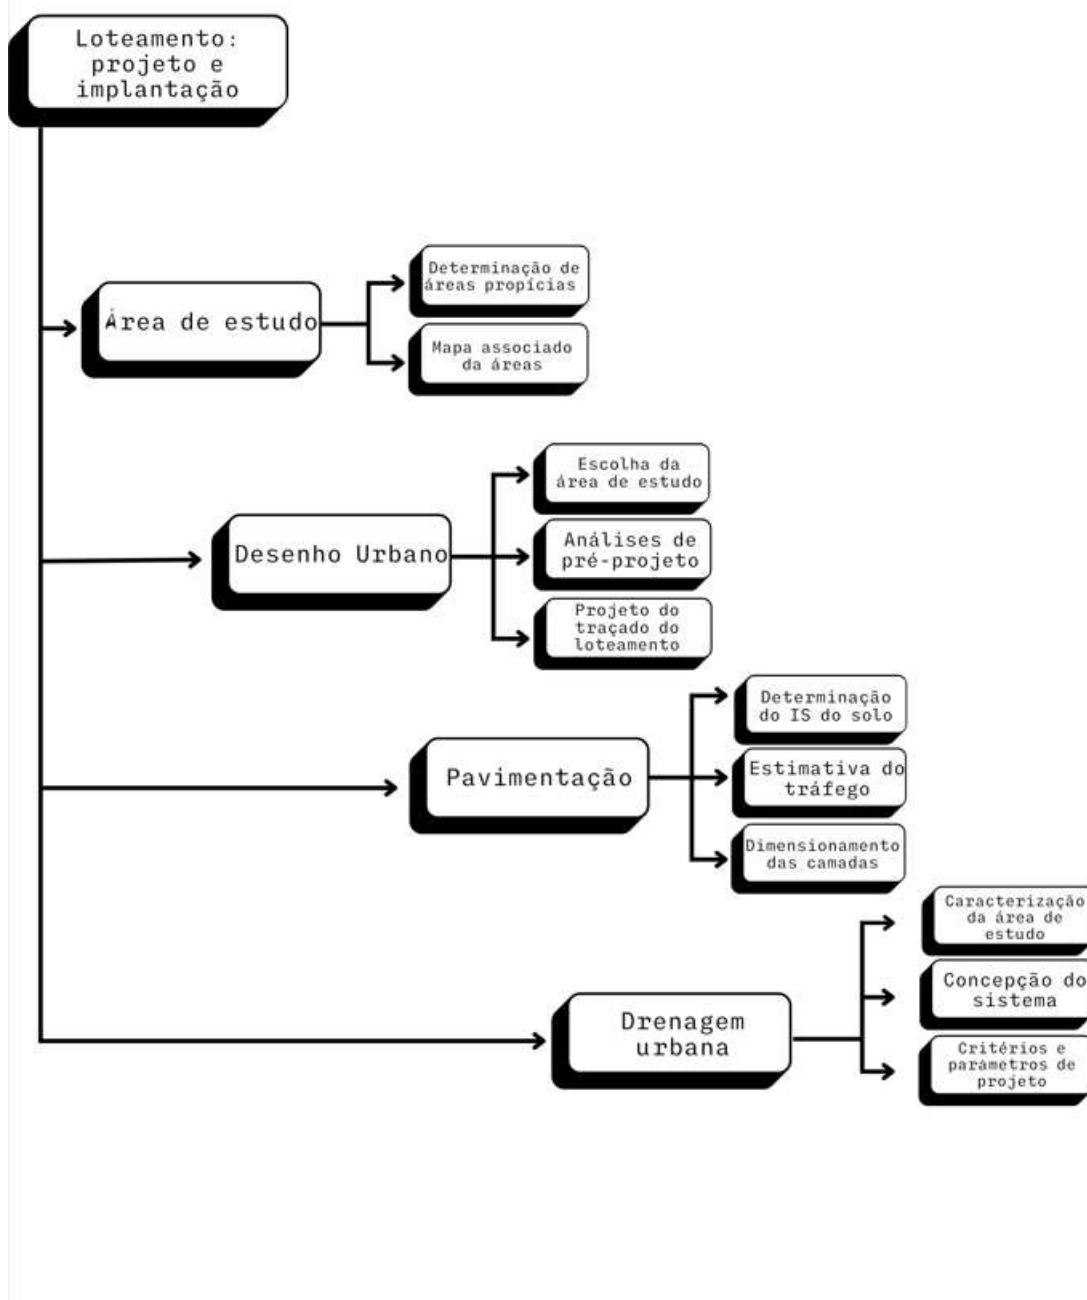 Loteamento:
projeto e
implantação
Determinação de
áreas propícias
Área de estudo
Mapa associado
da áreas
Escolha da
área de estudo
Desenho Urbano
Análises de
pré-projeto
Projeto do
traçado do
loteamento
Determinação
do IS do solo
Pavimentação
Estimativa do
tráfego
Dimensionamento
das camadas
Caracterização
da área de
estudo
Drenagem
urbana
Concepção do
sistema
Critérios e
parâmetros de
projeto